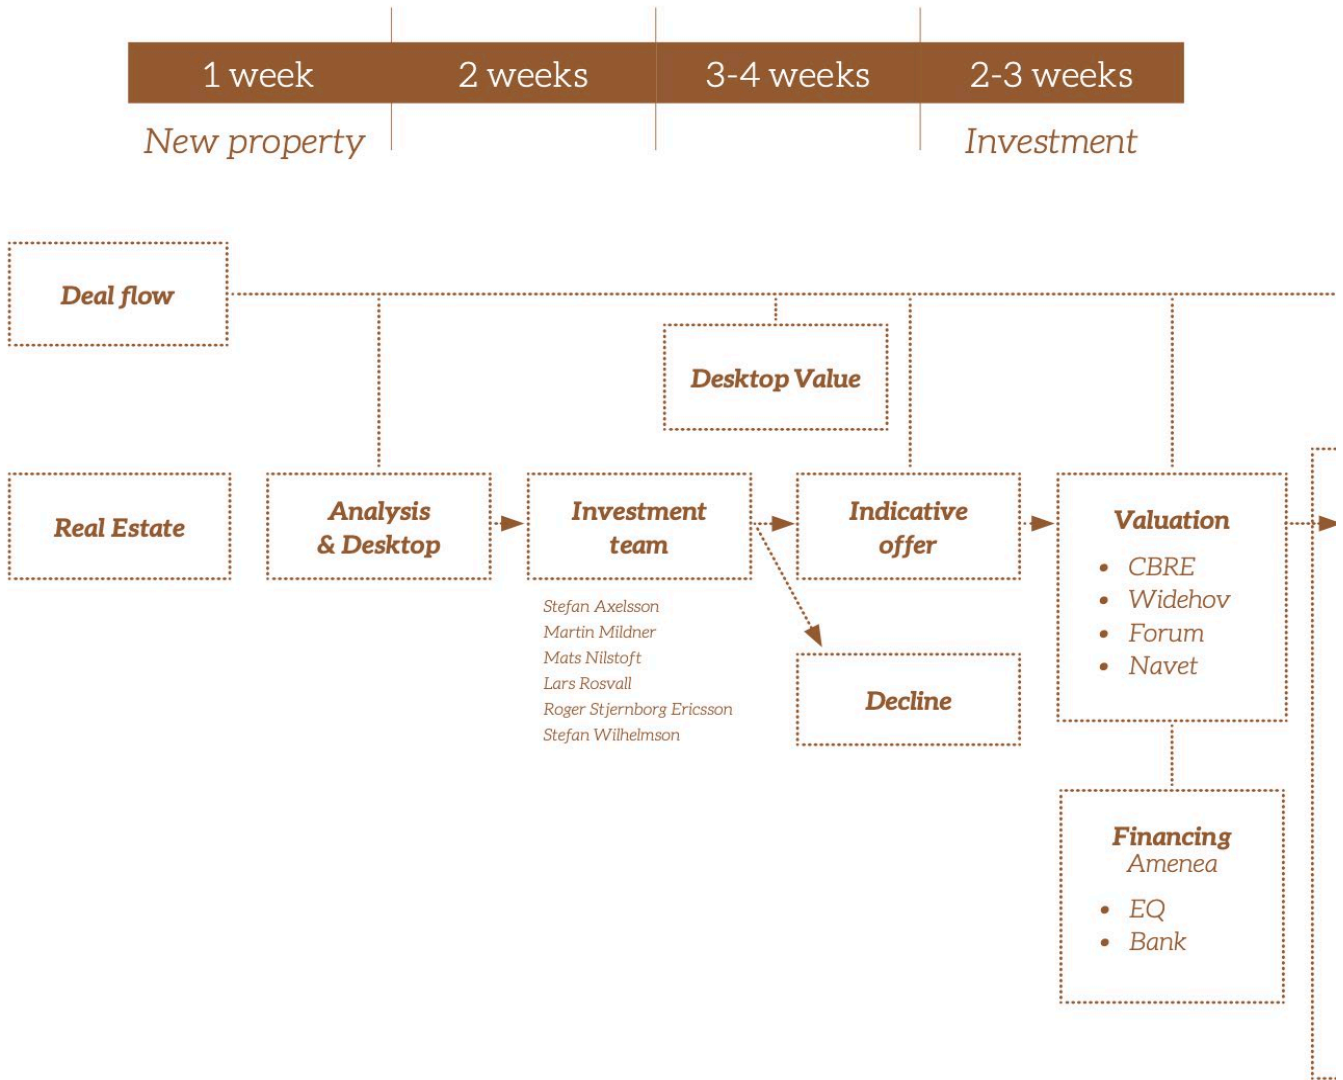 1 week
2 weeks
3-4 weeks
2-3 weeks
New property
Investment
Deal flow
Desktop Value
Real Estate
Analysis
& Desktop
Investment
team
Indicative
offer
Valuation
• CBRE
• Widehov
• Forum
• Navet
Stefan Axelsson
Martin Mildner
Mats Nilstoft
Lars Rosvall
Roger Stjernborg Ericsson
Stefan Wilhelmson
Decline
Financing
Amenea
• EQ
• Bank